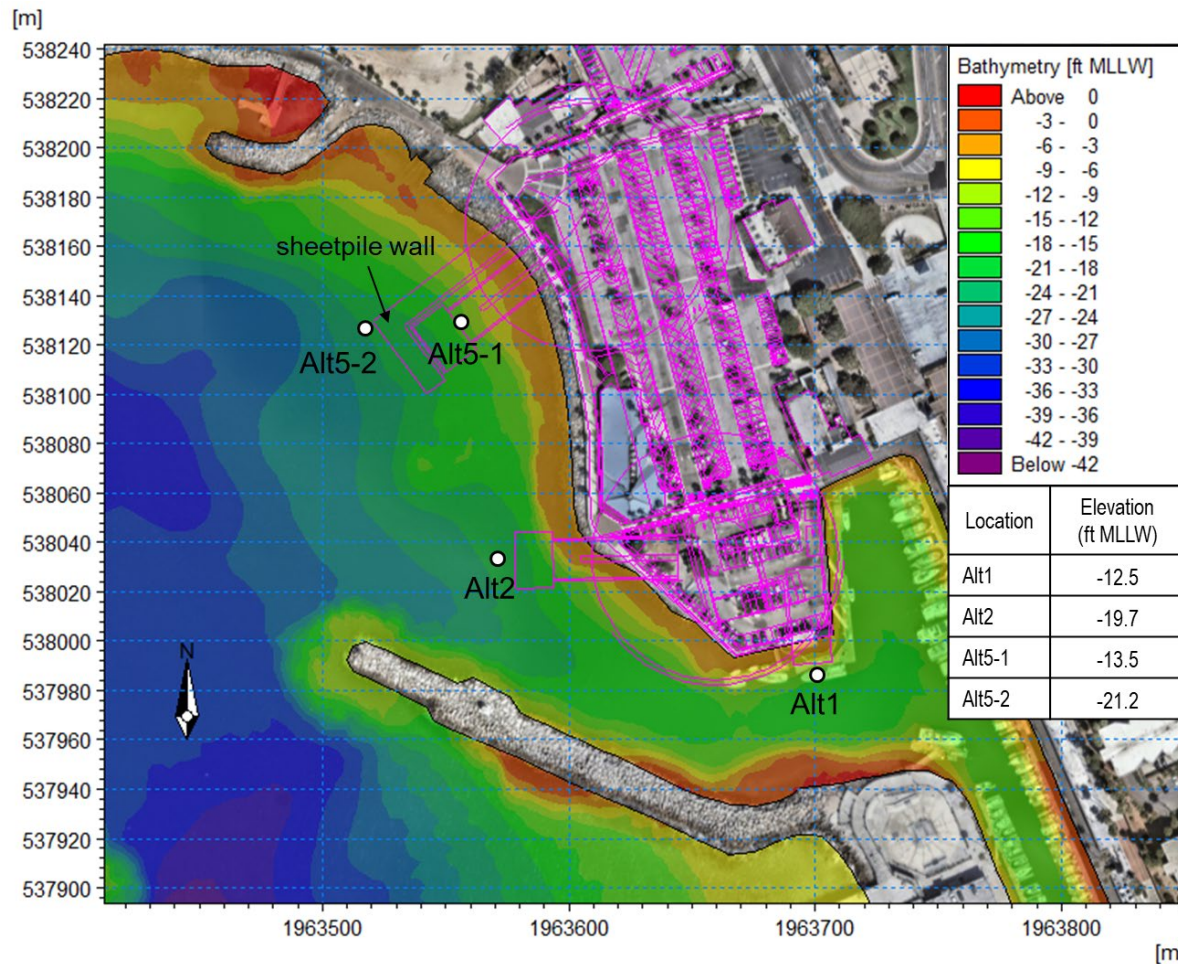 [m]
538240
538220
538200
538180
538160
538140
538120
538100
538080
538060
538040
538020
538000
537980
537960
537940
537920
537900
sheetpile wall
Alt5-2
Alt5-1
Alt2
Alt1
N
1963500
1963600
1963700
1963800
[m
Bathymetry [ft MLLW]
Above 0
-3 - 0
-6 - -3
-9 - -6
-12 - -9
-15 - -12
-18 - -15
-21 - -18
-24 - -21
-27 - -24
-30 - -27
-33 - -30
-36 - -33
-39 - -36
-42 - -39
Below -42
Location Elevation
(ft MLLW)
Alt1 -12.5
Alt2 -19.7
Alt5-1 -13.5
Alt5-2 -21.2